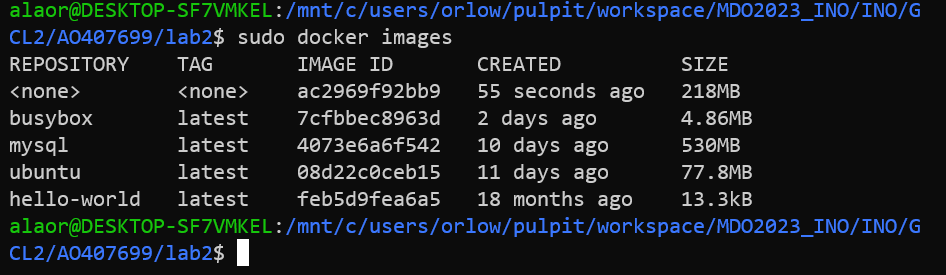 alaor@DESKTOP-SF7VMKEL:/mnt/c/users/orlow/pulpit/workspace/MDO2023_INO/INO/G
CL2/AO407699/lab2$ sudo docker images
REPOSITORY TAG IMAGE ID CREATED SIZE
<none> <none> ac2969f92bb9 55 seconds ago 218MB
busybox latest 7cfbbec8963d 2 days ago 4.86MB
mysql latest 4073e6a6f542 10 days ago 530MB
ubuntu latest 08d22c0ceb15 11 days ago 77.8MB
hello-world latest feb5d9fea6a5 18 months ago 13.3kB
alaor@DESKTOP-SF7VMKEL:/mnt/c/users/orlow/pulpit/workspace/MDO2023_INO/INO/G
CL2/AO407699/lab2$